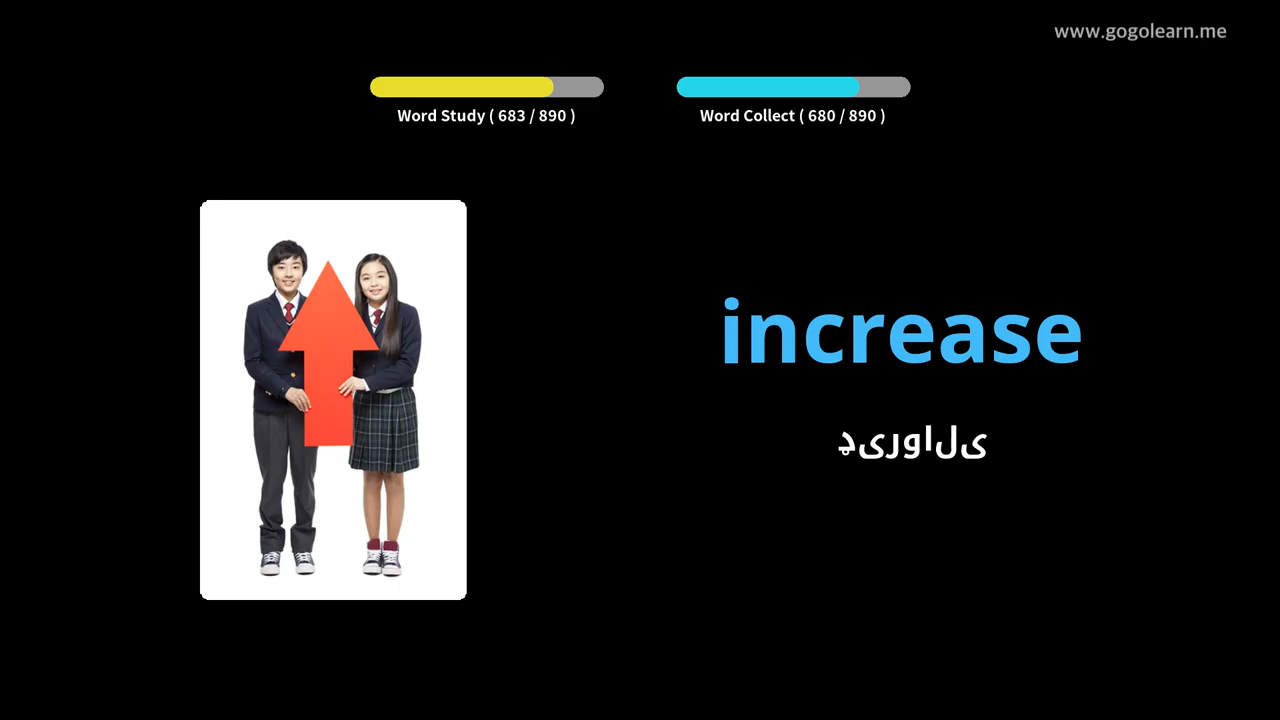 www.gogolearn.me
Word Study ( 683 / 890 )
Word Collect ( 680 / 890 )
increase
ډیروالی